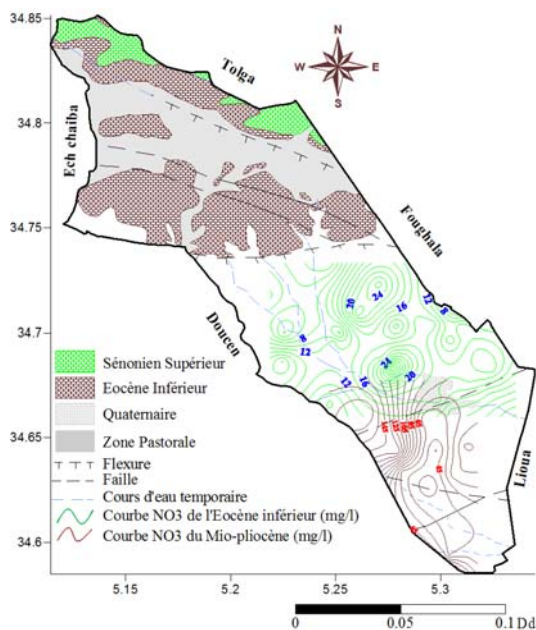 34.85
34.8
34.75
34.7
34.65
34.6
5.15
5.2
5.25
5.3
N
W
E
S
Tolga
Ech chaiba
Foughala
Doucen
Lioua
20
24
16
12
8
8
12
24
20
12
16
Sénonien Supérieur
Eocène Inférieur
Quaternaire
Zone Pastorale
Flexure
Faille
Cours d'eau temporaire
Courbe NO3 de l'Eocène inférieur (mg/l)
Courbe NO3 du Mio-pliocène (mg/l)
0
0.05
0.1 Dd